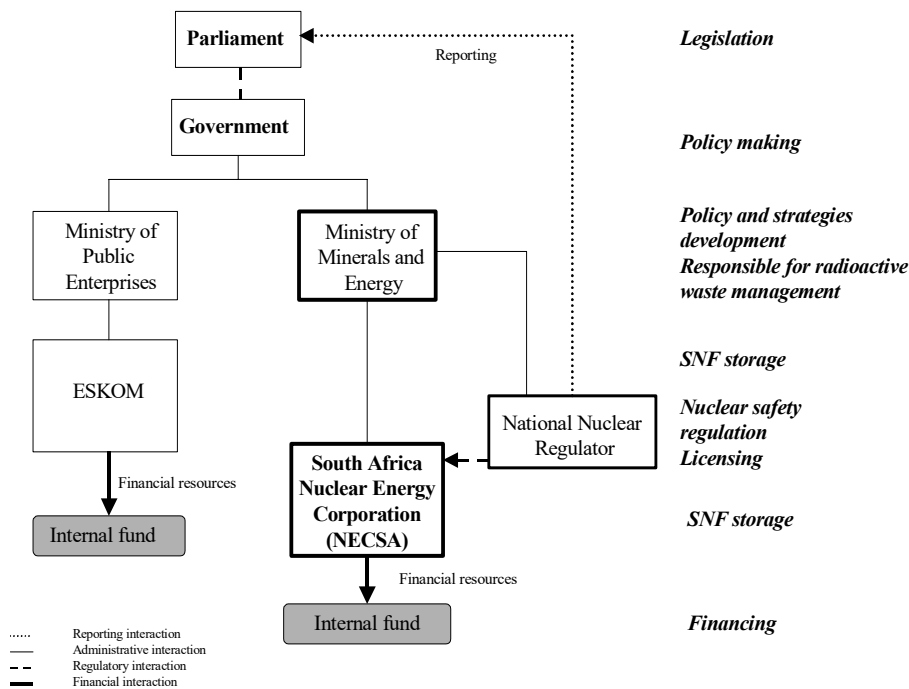 Parliament
Reporting
Legislation
Government
Policy making
Ministry of
Public
Enterprises
Ministry of
Minerals and
Energy
Policy and strategies
development
Responsible for radioactive
waste management
ESKOM
SNF storage
National Nuclear
Regulator
Nuclear safety
regulation
Licensing
South Africa
Nuclear Energy
Corporation
(NECSA)
Financial resources
Internal fund
SNF storage
Financial resources
Internal fund
Financing
Reporting interaction
Administrative interaction
Regulatory interaction
Financial interaction